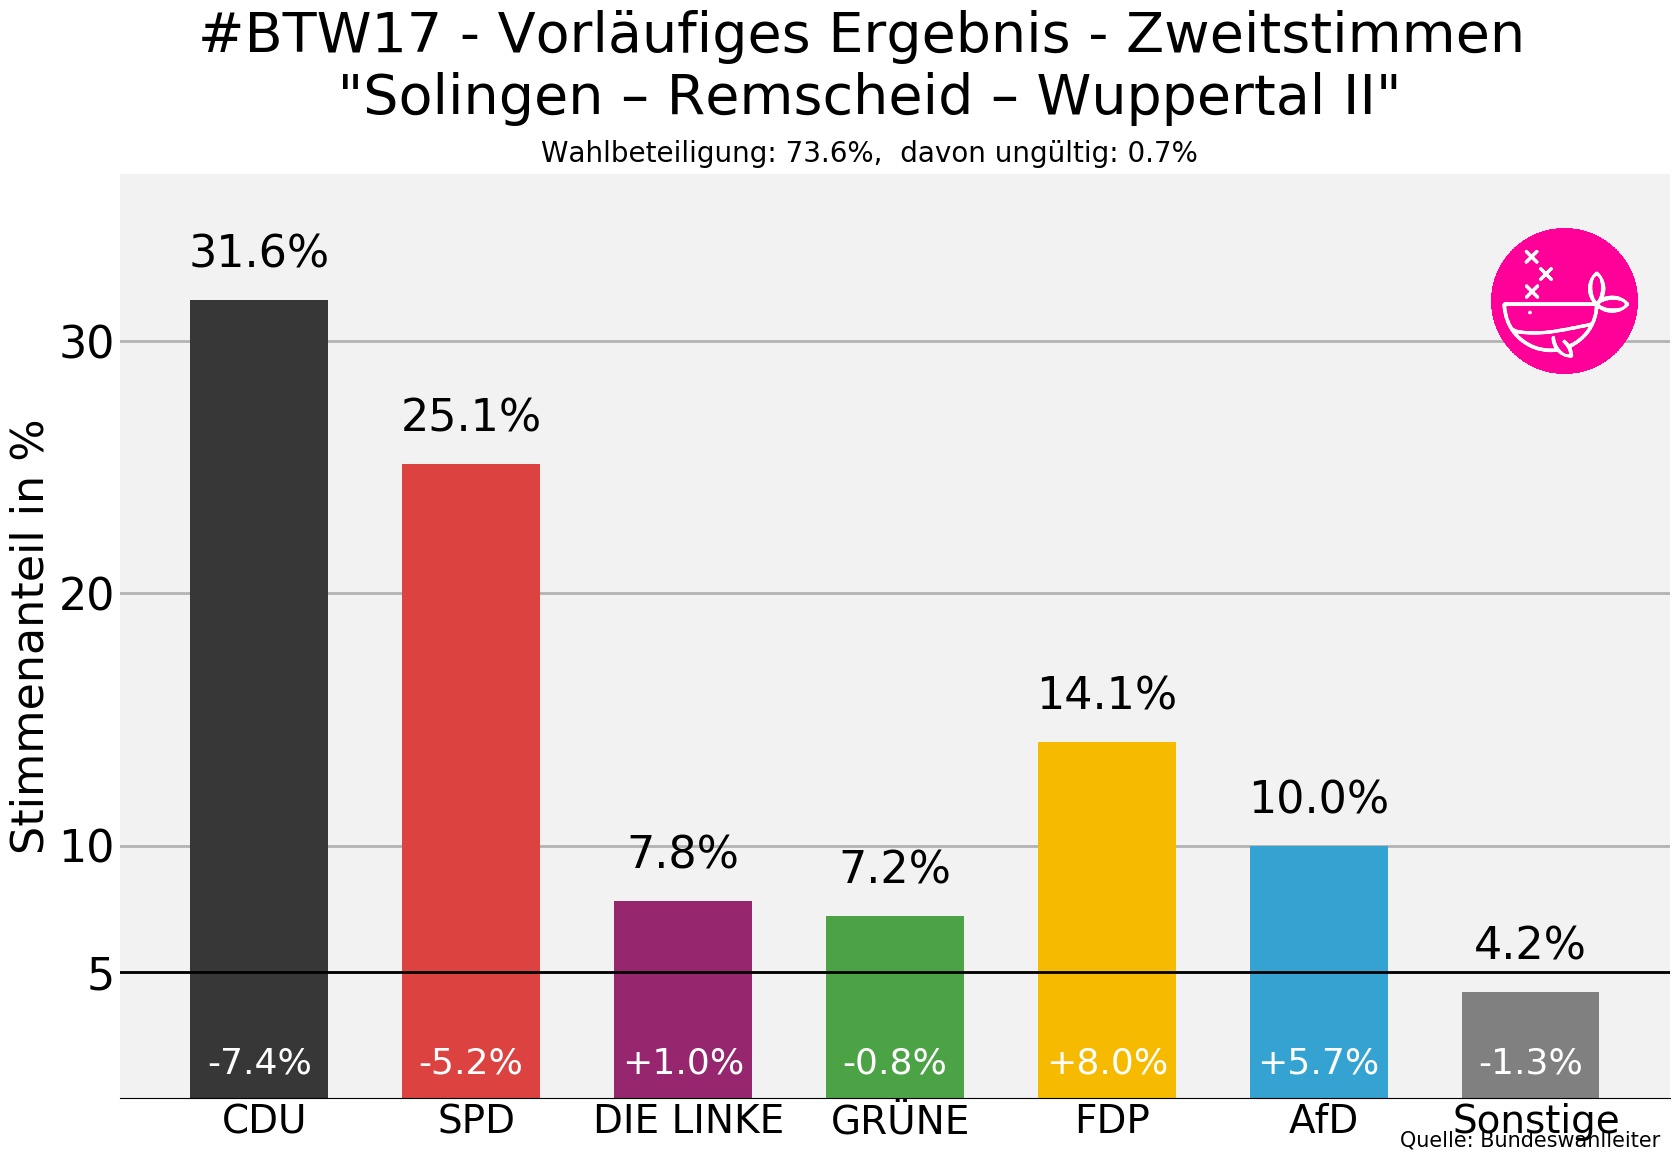 #BTW17 - Vorläufiges Ergebnis - Zweitstimmen
"Solingen – Remscheid – Wuppertal II"
Wahlbeteiligung: 73.6%,  davon ungültig: 0.7%
Stimmenanteil in %
30
20
10
5
31.6%
25.1%
7.8%
7.2%
14.1%
10.0%
4.2%
-7.4%
-5.2%
+1.0%
-0.8%
+8.0%
+5.7%
-1.3%
CDU
SPD
DIE LINKE
GRÜNE
FDP
AfD
Sonstige
Quelle: Bundeswahlleiter